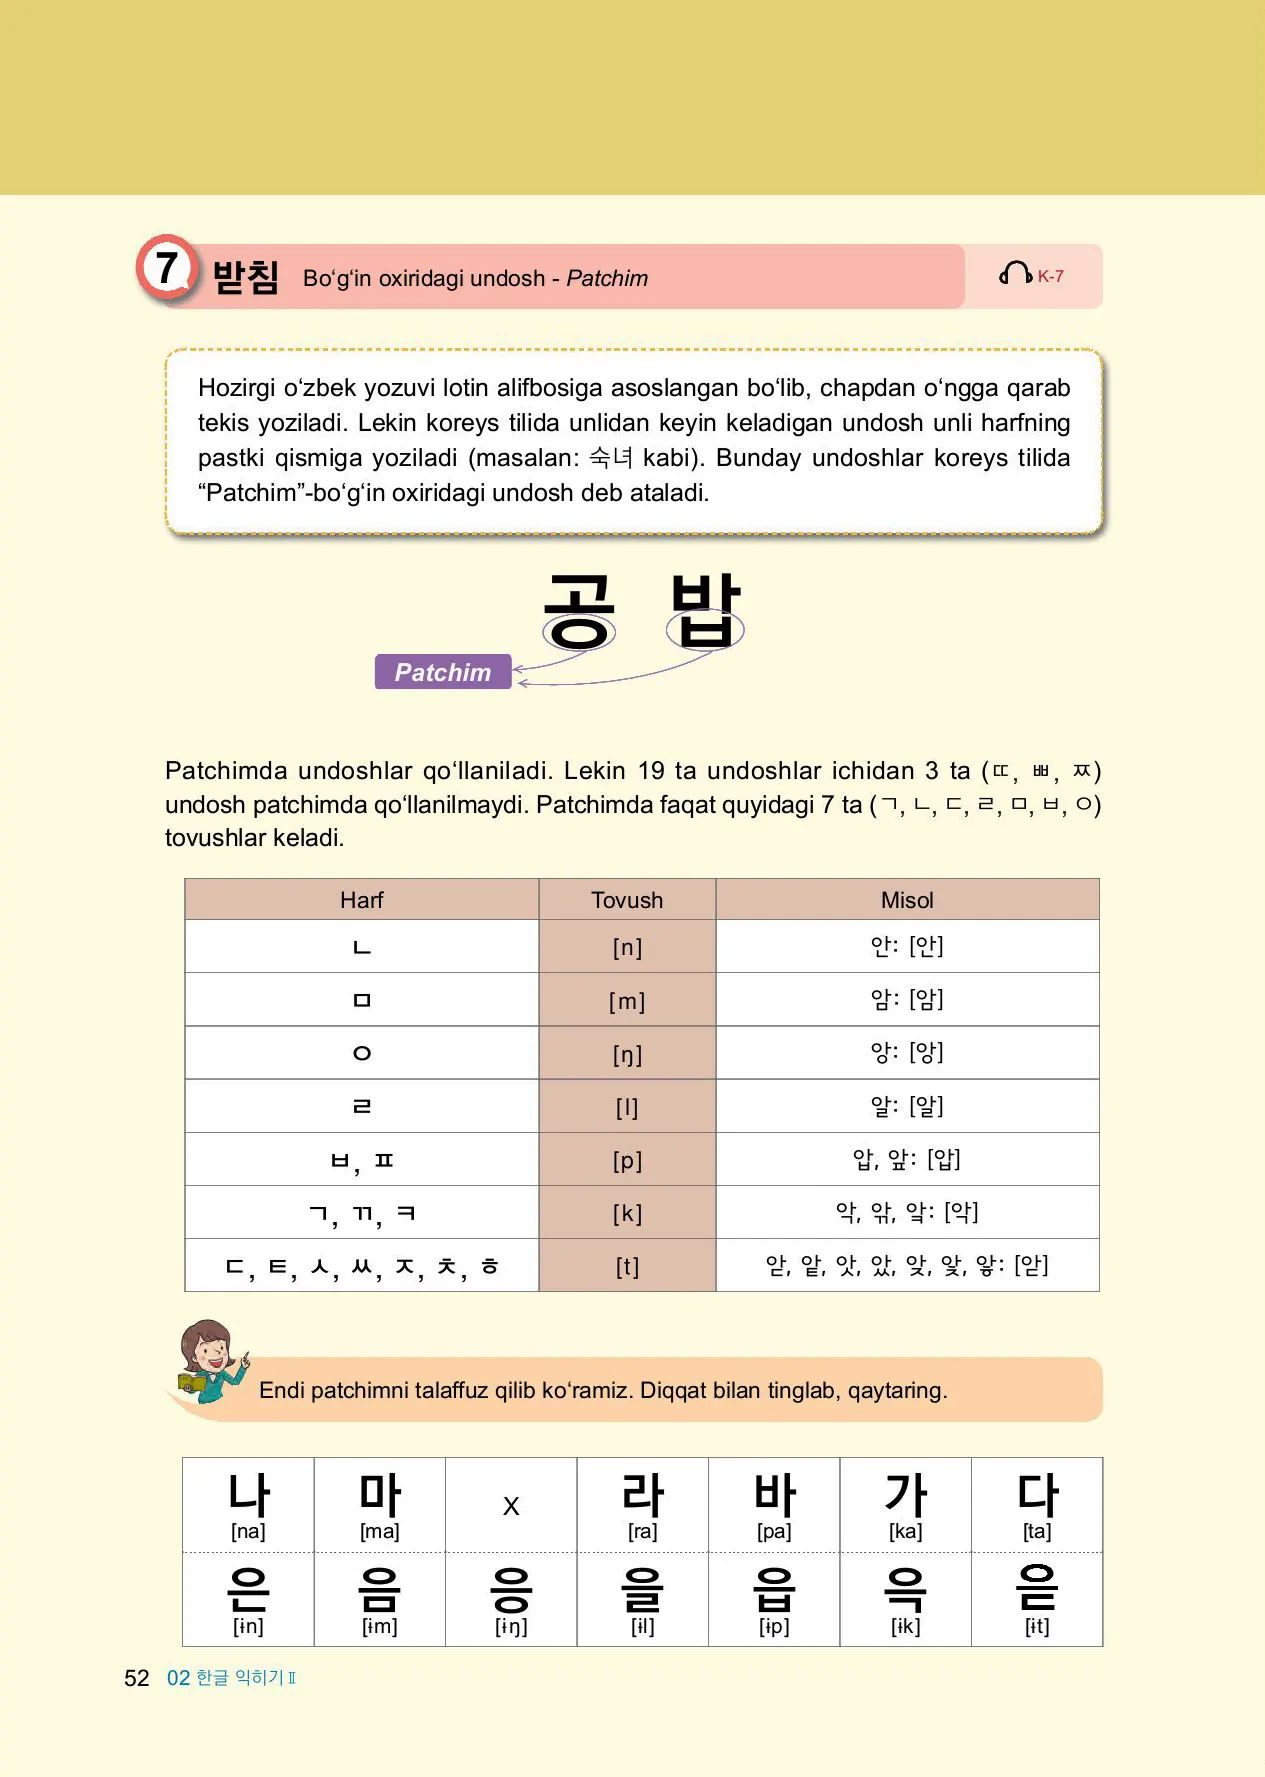 7 받침 Bo‘g‘in oxiridagi undosh - Patchim K-7
Hozirgi o‘zbek yozuvi lotin alifbosiga asoslangan bo‘lib, chapdan o‘ngga qarab
tekis yoziladi. Lekin koreys tilida unlidan keyin keladigan undosh unli harfning
pastki qismiga yoziladi (masalan: 숙녀 kabi). Bunday undoshlar koreys tilida
“Patchim”-bo‘g‘in oxiridagi undosh deb ataladi.
공 밥
Patchim
Patchimda undoshlar qo‘llaniladi. Lekin 19 ta undoshlar ichidan 3 ta (ㄸ, ㅃ, ㅉ)
undosh patchimda qo‘llanilmaydi. Patchimda faqat quyidagi 7 ta (ㄱ, ㄴ, ㄷ, ㄹ, ㅁ, ㅂ, ㅇ)
tovushlar keladi.
Harf Tovush Misol
ㄴ [n] 안: [안]
ㅁ [m] 암: [암]
ㅇ [ŋ] 앙: [앙]
ㄹ [l] 알: [알]
ㅂ, ㅍ [p] 압, 앞: [압]
ㄱ, ㄲ, ㅋ [k] 악, 앆, 앜: [악]
ㄷ, ㅌ, ㅅ, ㅆ, ㅈ, ㅊ, ㅎ [t] 앋, 앝, 앗, 았, 앚, 앛, 앟: [앋]
Endi patchimni talaffuz qilib ko‘ramiz. Diqqat bilan tinglab, qaytaring.
나 마 X 라 바 가 다
[na] [ma] [ra] [pa] [ka] [ta]
은 음 응 을 읍 윽 읃
[ɨn] [ɨm] [ɨŋ] [ɨl] [ɨp] [ɨk] [ɨt]
52 02 한글 익히기Ⅱ